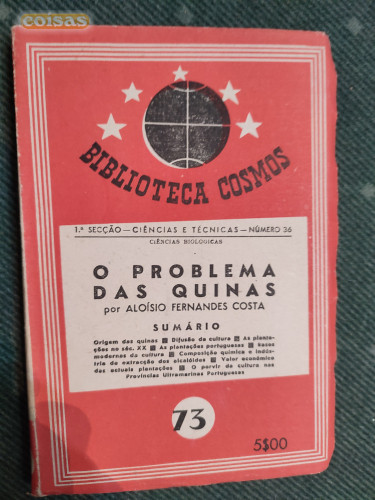 coisas
BIBLIOTECA COSMOS
1.ª SECÇÃO — CIÊNCIAS E TÉCNICAS — NÚMERO 36
CIÊNCIAS BIOLÓGICAS
O PROBLEMA
DAS QUINAS
por ALOÍSIO FERNANDES COSTA
SUMÁRIO
Origem das quinas ■ Difusão da cultura ■ As planta-
ções no séc. XX ■ As plantações portuguesas ■ Bases
modernas da cultura ■ Composição química e indús-
tria da extracção dos alcalóides ■ Valor económico
das actuais plantações ■ O porvir da cultura nas
Províncias Ultramarinas Portuguesas
73
5$00